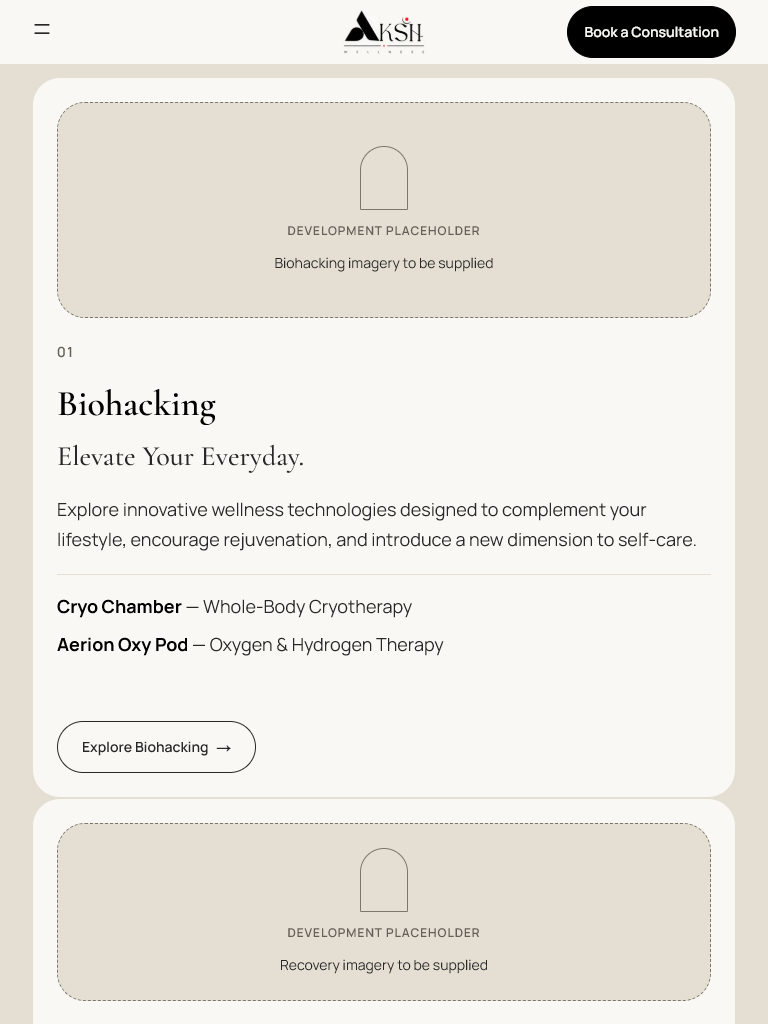 AKSH
WELLNESS
Book a Consultation
DEVELOPMENT PLACEHOLDER
Biohacking imagery to be supplied
01
Biohacking
Elevate Your Everyday.
Explore innovative wellness technologies designed to complement your
lifestyle, encourage rejuvenation, and introduce a new dimension to self-care.
Cryo Chamber — Whole-Body Cryotherapy
Aerion Oxy Pod — Oxygen & Hydrogen Therapy
Explore Biohacking →
DEVELOPMENT PLACEHOLDER
Recovery imagery to be supplied